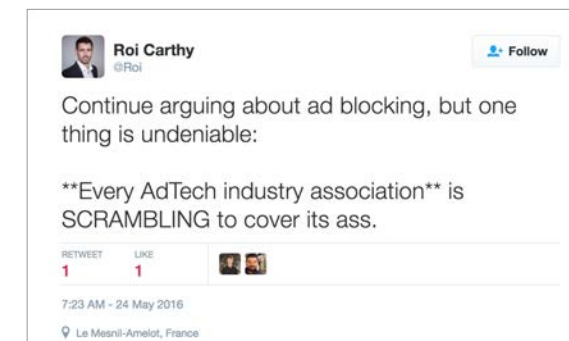 Roi Carthy
@Roi
Follow
Continue arguing about ad blocking, but one
thing is undeniable:
**Every AdTech industry association** is
SCRAMBLING to cover its ass.
RETWEET LIKE
1 1
7:23 AM - 24 May 2016
Le Mesnil-Amelot, France